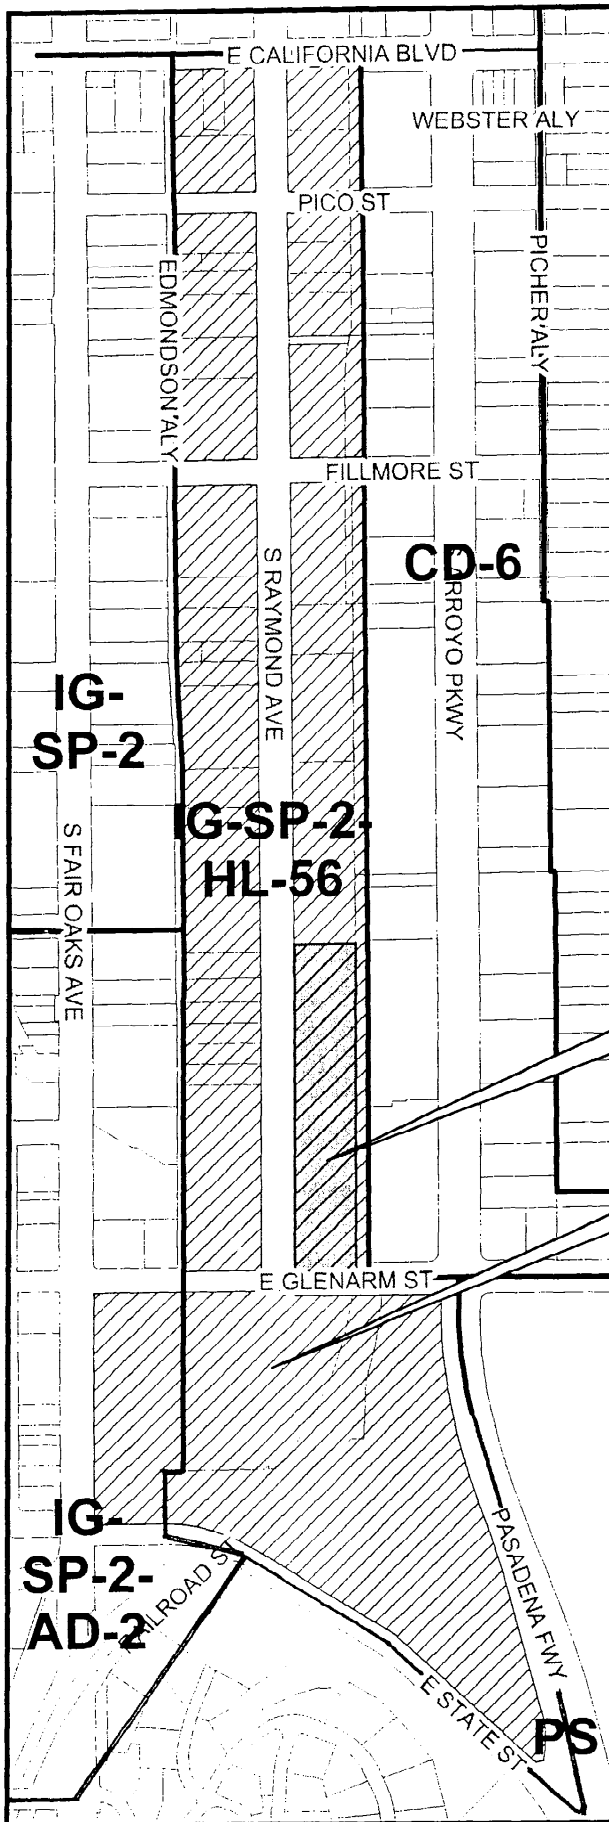 E CALIFORNIA BLVD
WEBSTER ALY
PICO ST
EDMONDSON ALY
PICHER ALY
FILLMORE ST
CD-6
S RAYMOND AVE
ARROYO PKWY
IG-
SP-2
IG-SP-2-
HL-56
S FAIR OAKS AVE
E GLENARM ST
IG-
SP-2-
AD-2
RAILROAD ST
PASADENA FWY
E STATE ST
PS